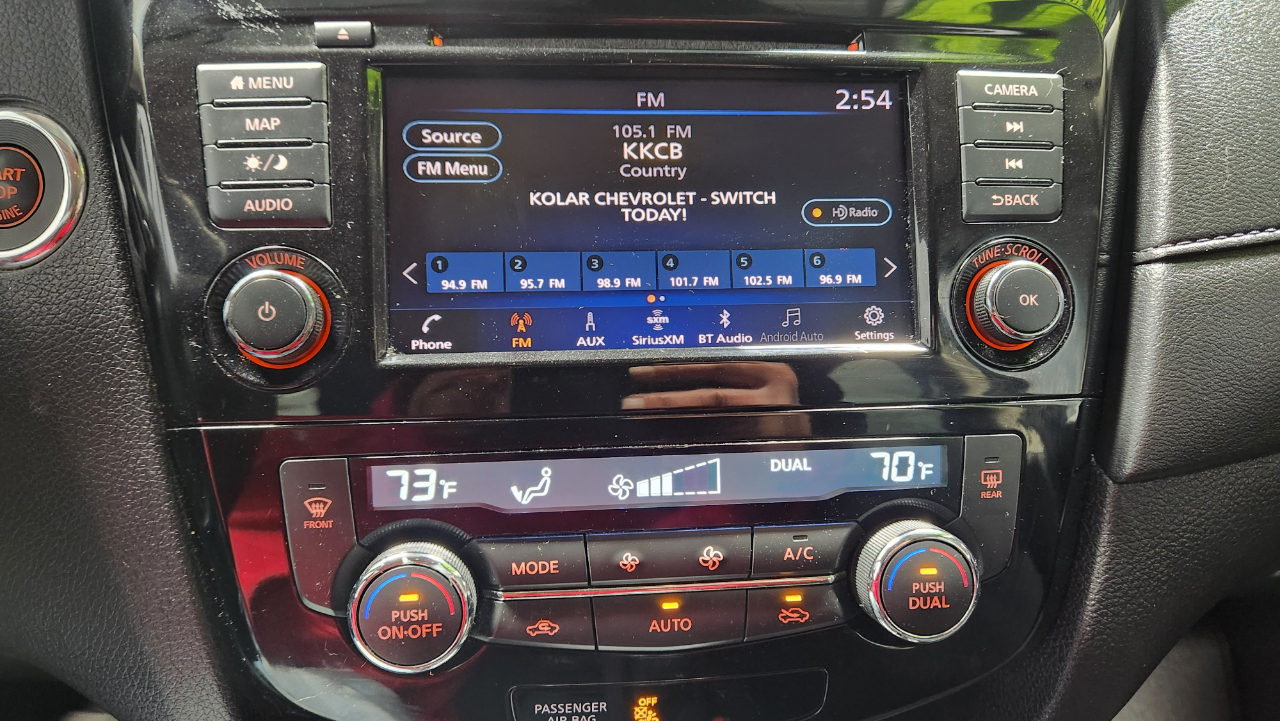 MENU
MAP
AUDIO
VOLUME
FM
2:54
Source
FM Menu
105.1 FM
KKCB
Country
KOLAR CHEVROLET - SWITCH
TODAY!
HD Radio
1 2 3 4 5 6
94.9 FM 95.7 FM 98.9 FM 101.7 FM 102.5 FM 96.9 FM
Phone FM AUX sxm SiriusXM BT Audio Android Auto Settings
CAMERA
BACK
TUNE·SCROLL
OK
73°F DUAL 70°F
FRONT
REAR
MODE A/C
PUSH
ON·OFF
AUTO
PUSH
DUAL
PASSENGER
AIR BAG
OFF